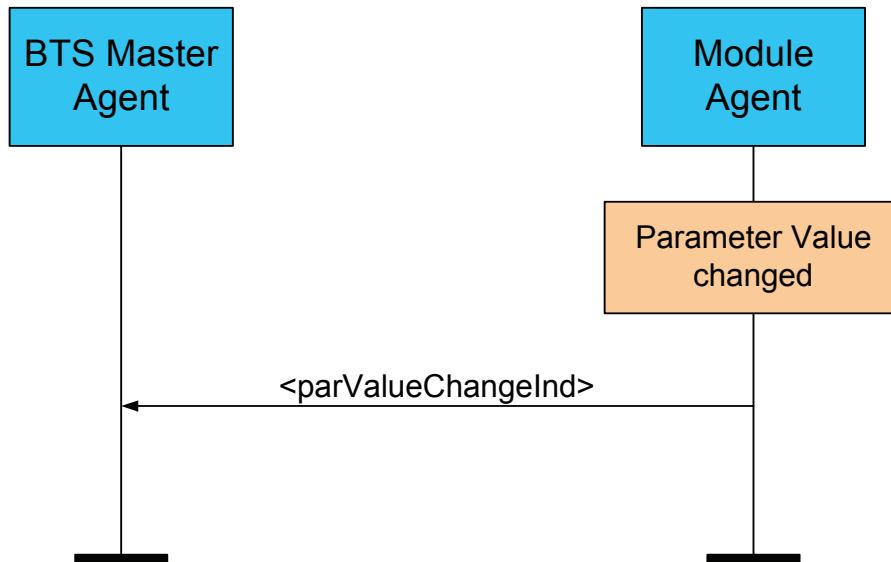 BTS Master
Agent
Module
Agent
Parameter Value
changed
<parValueChangeInd>